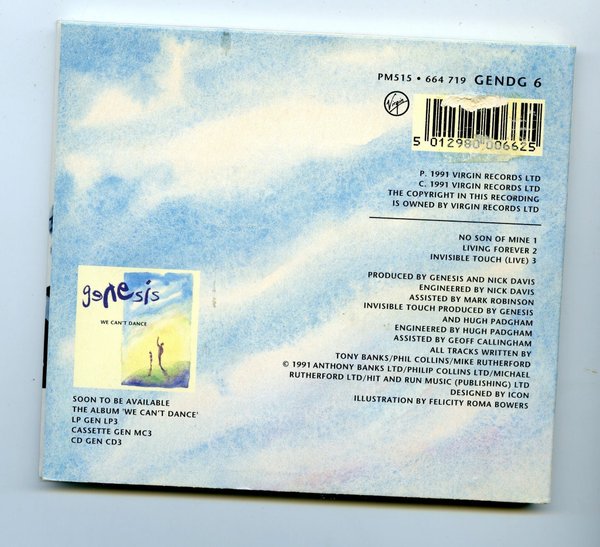 PM515 • 664 719 GENDG 6
Virgin
5 012980 006625
P. 1991 VIRGIN RECORDS LTD
C. 1991 VIRGIN RECORDS LTD
THE COPYRIGHT IN THIS RECORDING
IS OWNED BY VIRGIN RECORDS LTD
NO SON OF MINE 1
LIVING FOREVER 2
INVISIBLE TOUCH (LIVE) 3
PRODUCED BY GENESIS AND NICK DAVIS
ENGINEERED BY NICK DAVIS
ASSISTED BY MARK ROBINSON
INVISIBLE TOUCH PRODUCED BY GENESIS
AND HUGH PADGHAM
ENGINEERED BY HUGH PADGHAM
ASSISTED BY GEOFF CALLINGHAM
ALL TRACKS WRITTEN BY
TONY BANKS/PHIL COLLINS/MIKE RUTHERFORD
© 1991 ANTHONY BANKS LTD/PHILIP COLLINS LTD/MICHAEL
RUTHERFORD LTD/HIT AND RUN MUSIC (PUBLISHING) LTD
DESIGNED BY ICON
ILLUSTRATION BY FELICITY ROMA BOWERS
genesis
WE CAN'T DANCE
SOON TO BE AVAILABLE
THE ALBUM 'WE CAN'T DANCE'
LP GEN LP3
CASSETTE GEN MC3
CD GEN CD3